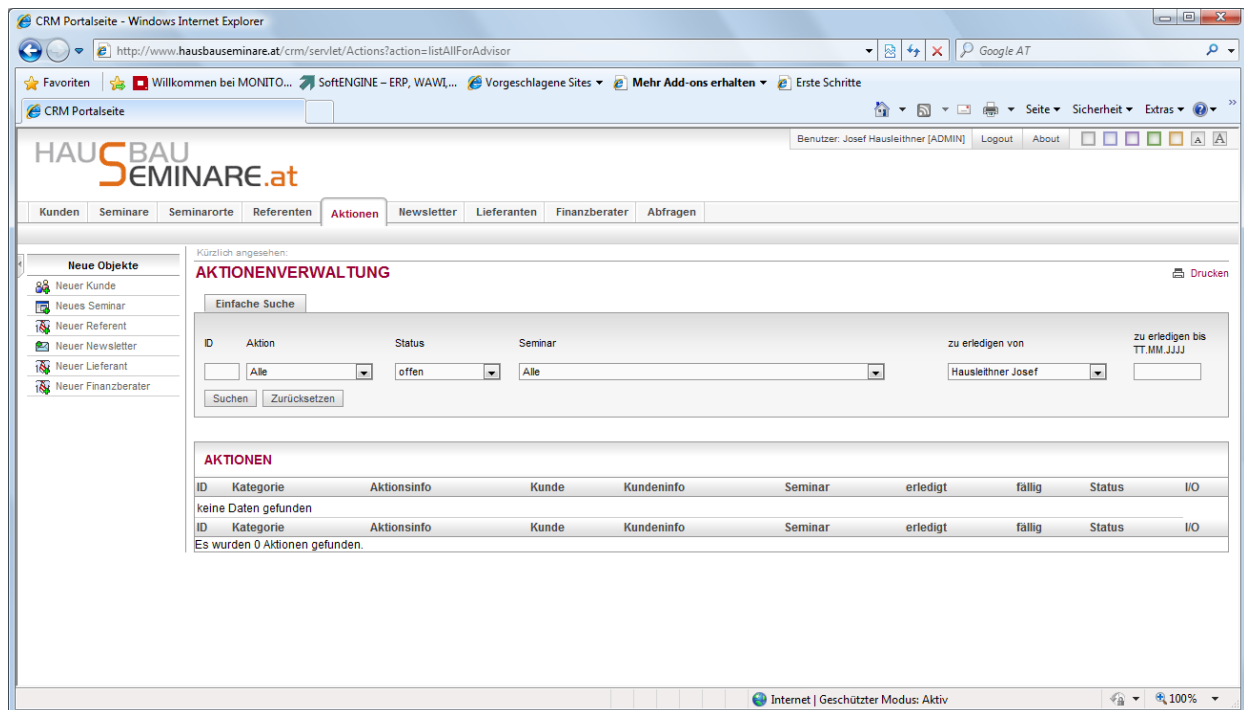 CRM Portalseite - Windows Internet Explorer
http://www.hausbauseminare.at/crm/servlet/Actions?action=listAllForAdvisor
Google AT
Favoriten Willkommen bei MONITO... SoftENGINE – ERP, WAWI,... Vorgeschlagene Sites Mehr Add-ons erhalten Erste Schritte
CRM Portalseite
Seite Sicherheit Extras »
Benutzer: Josef Hausleithner [ADMIN] Logout About A A
HAUSBAU
SEMINARE.at
Kunden Seminare Seminarorte Referenten Aktionen Newsletter Lieferanten Finanzberater Abfragen
Kürzlich angesehen:
Neue Objekte
Neuer Kunde
Neues Seminar
Neuer Referent
Neuer Newsletter
Neuer Lieferant
Neuer Finanzberater
AKTIONENVERWALTUNG
Drucken
Einfache Suche
ID Aktion Status Seminar zu erledigen von zu erledigen bis
TT.MM.JJJJ
Alle offen Alle Hausleithner Josef
Suchen Zurücksetzen
AKTIONEN
ID Kategorie Aktionsinfo Kunde Kundeninfo Seminar erledigt fällig Status I/O
keine Daten gefunden
ID Kategorie Aktionsinfo Kunde Kundeninfo Seminar erledigt fällig Status I/O
Es wurden 0 Aktionen gefunden.
Internet | Geschützter Modus: Aktiv
100%